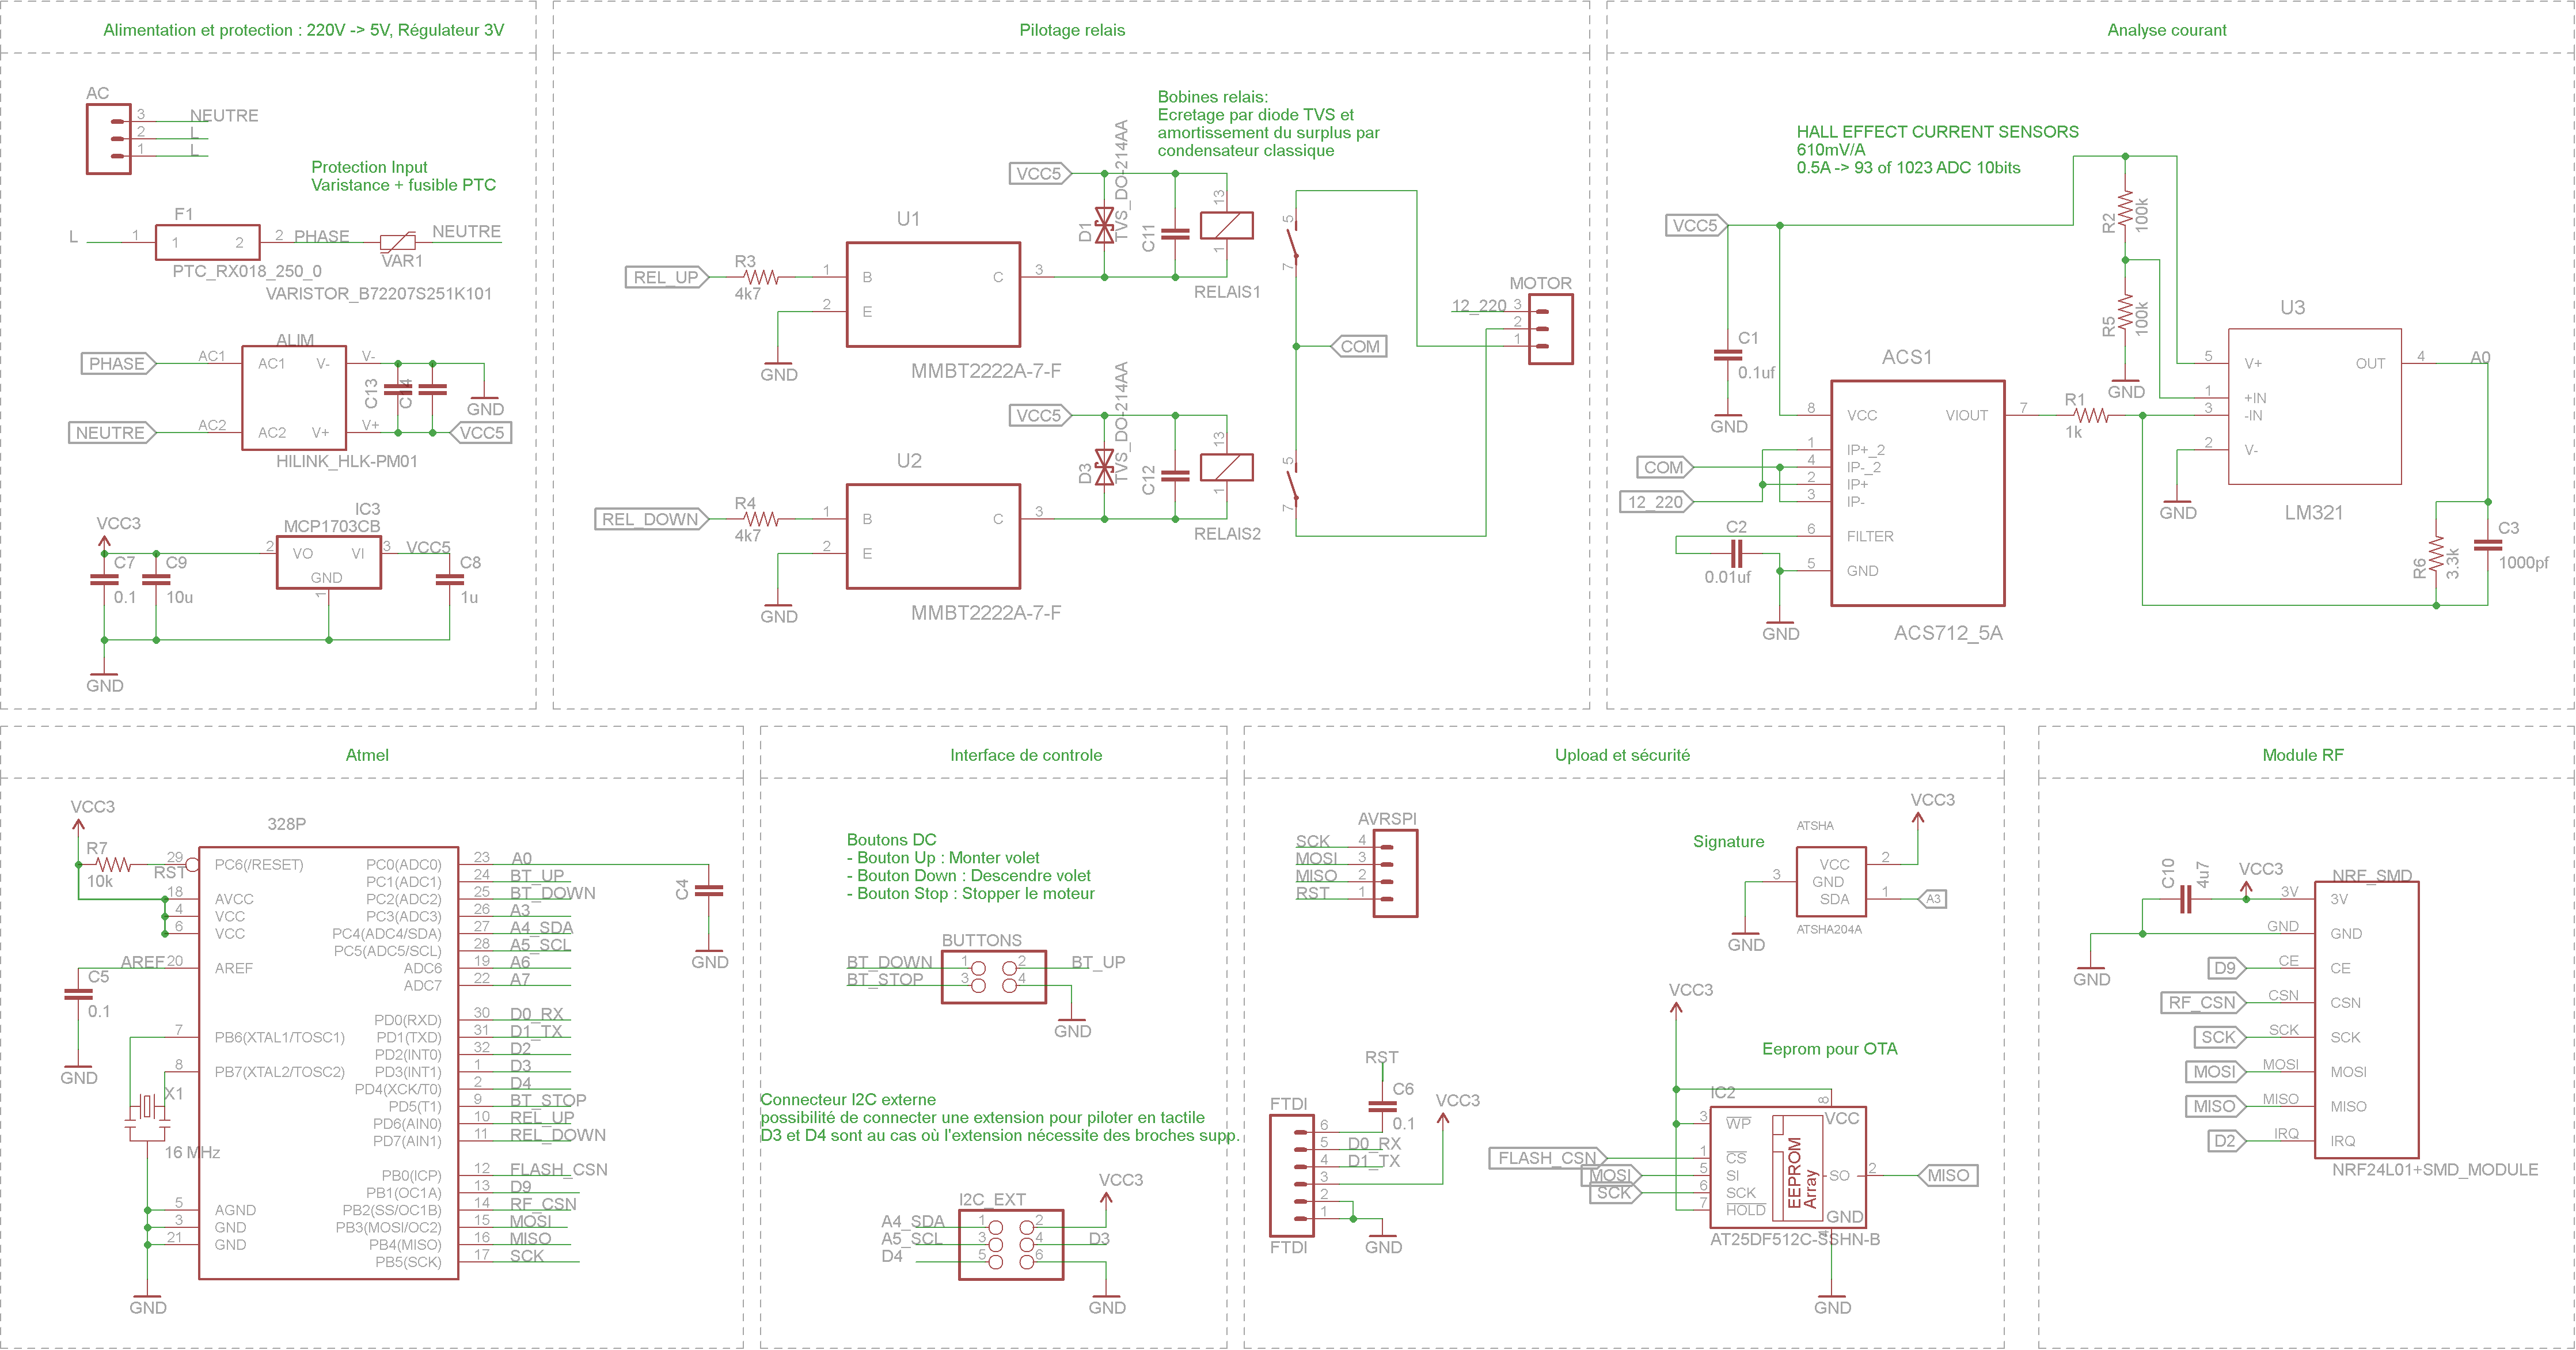 Alimentation et protection : 220V -> 5V, Régulateur 3V
AC
3 NEUTRE
2 L
1 L
Protection Input
Varistance + fusible PTC
F1
L 1 1 2 2 PHASE NEUTRE
VAR1
PTC_RX018_250_0
VARISTOR_B72207S251K101
ALIM
PHASE AC1 AC1 V- V-
C13 C14
GND
NEUTRE AC2 AC2 V+ V+ VCC5
HILINK_HLK-PM01
IC3
VCC3 MCP1703CB
2 VO VI 3 VCC5
C7 C9 GND C8
0.1 10u 1 1u
GND
Pilotage relais
Bobines relais:
Ecretage par diode TVS et
amortissement du surplus par
condensateur classique
VCC5
D1 TVS_DO-214AA
C11
13
1
RELAIS1
U1
REL_UP R3 1 B C 3
4k7 2 E
GND
MMBT2222A-7-F
5
7
COM
MOTOR
12_220 3
2
1
VCC5
D3 TVS_DO-214AA
C12
13
1
RELAIS2
U2
REL_DOWN R4 1 B C 3
4k7 2 E
GND
MMBT2222A-7-F
5
7
Analyse courant
HALL EFFECT CURRENT SENSORS
610mV/A
0.5A -> 93 of 1023 ADC 10bits
VCC5
R2 100k
R5 100k
GND
C1
0.1uf
GND
ACS1
8 VCC VIOUT 7
1 IP+_2
COM 4 IP-_2
2 IP+
12_220 3 IP-
C2 6 FILTER
0.01uf 5 GND
GND
ACS712_5A
R1
1k
U3
5 V+ OUT 4 A0
1 +IN
3 -IN
2 V-
GND
LM321
R6 3.3k
C3
1000pf
Atmel
VCC3
328P
R7 29 PC6(/RESET)
10k RST
18 AVCC
4 VCC
6 VCC
AREF 20 AREF
C5
0.1
GND
7 PB6(XTAL1/TOSC1)
8 PB7(XTAL2/TOSC2)
X1
16 MHz
5 AGND
3 GND
21 GND
GND
PC0(ADC0) 23 A0
PC1(ADC1) 24 BT_UP
PC2(ADC2) 25 BT_DOWN
PC3(ADC3) 26 A3
PC4(ADC4/SDA) 27 A4_SDA
PC5(ADC5/SCL) 28 A5_SCL
ADC6 19 A6
ADC7 22 A7
C4
GND
PD0(RXD) 30 D0_RX
PD1(TXD) 31 D1_TX
PD2(INT0) 32 D2
PD3(INT1) 1 D3
PD4(XCK/T0) 2 D4
PD5(T1) 9 BT_STOP
PD6(AIN0) 10 REL_UP
PD7(AIN1) 11 REL_DOWN
PB0(ICP) 12 FLASH_CSN
PB1(OC1A) 13 D9
PB2(SS/OC1B) 14 RF_CSN
PB3(MOSI/OC2) 15 MOSI
PB4(MISO) 16 MISO
PB5(SCK) 17 SCK
Interface de controle
Boutons DC
- Bouton Up : Monter volet
- Bouton Down : Descendre volet
- Bouton Stop : Stopper le moteur
BUTTONS
BT_DOWN 1 2 BT_UP
BT_STOP 3 4
GND
Connecteur I2C externe
possibilité de connecter une extension pour piloter en tactile
D3 et D4 sont au cas où l'extension nécessite des broches supp.
VCC3
I2C_EXT
A4_SDA 1 2
A5_SCL 3 4 D3
D4 5 6
GND
Upload et sécurité
AVRSPI
SCK 4
MOSI 3
MISO 2
RST 1
Signature
VCC3
ATSHA
VCC 2
3 GND
SDA 1 A3
GND
ATSHA204A
RST
C6
0.1
FTDI
VCC3
6
5 D0_RX
4 D1_TX
3
2
1
FTDI
GND
VCC3
Eeprom pour OTA
IC2
8 VCC
3 WP
FLASH_CSN 1 CS
MOSI 5 SI
SCK 6 SCK
7 HOLD
EEPROM
Array
SO 2 MISO
GND
4
AT25DF512C-SSHN-B
GND
Module RF
C10 4u7
VCC3
NRF_SMD
3V 3V
GND GND
GND
D9 CE CE
RF_CSN CSN CSN
SCK SCK SCK
MOSI MOSI MOSI
MISO MISO MISO
D2 IRQ IRQ
NRF24L01+SMD_MODULE